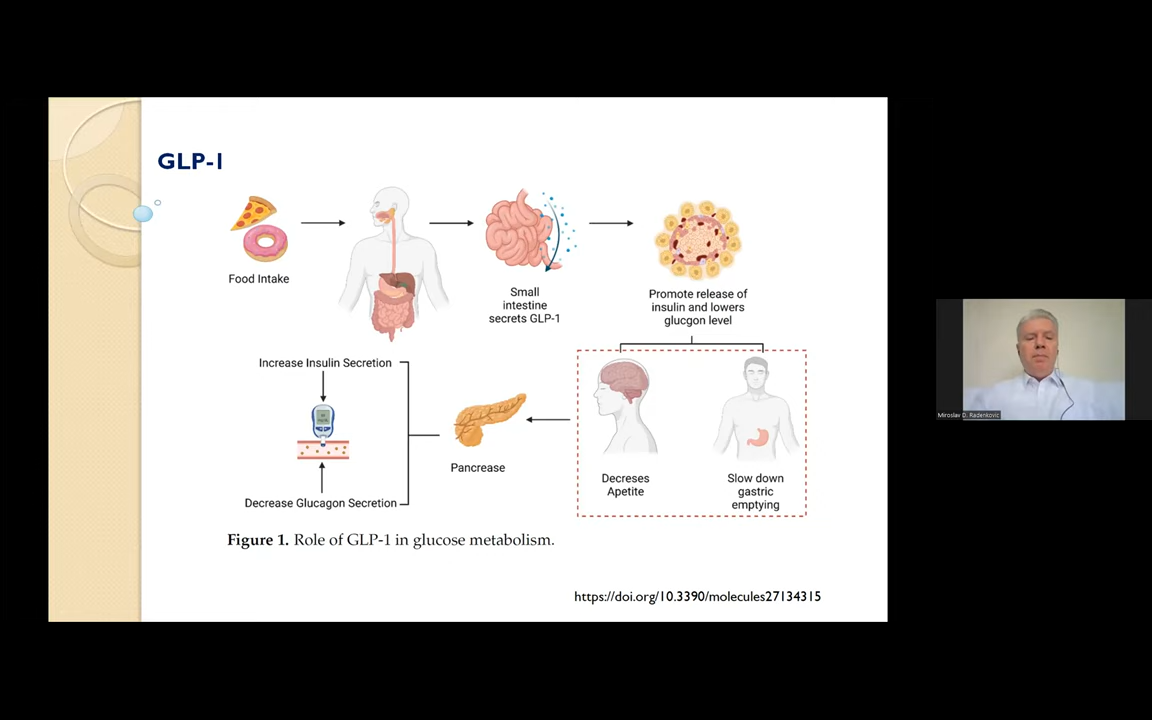 GLP-1
Food Intake
Small
intestine
secrets GLP-1
Promote release of
insulin and lowers
glucgon level
Increase Insulin Secretion
Decrease Glucagon Secretion
Pancrease
Decreses
Apetite
Slow down
gastric
emptying
Figure 1. Role of GLP-1 in glucose metabolism.
https://doi.org/10.3390/molecules27134315
Miroslav D. Radenkovic